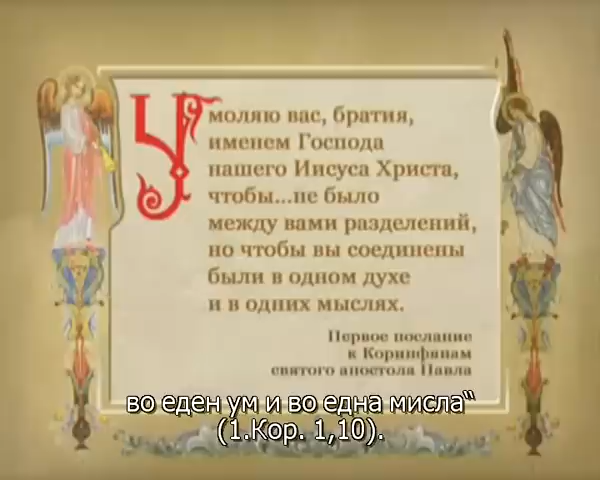 Умоляю вас, братия,
именем Господа
нашего Иисуса Христа,
чтобы...не было
между вами разделений,
но чтобы вы соединены
были в одном духе
и в одних мыслях.
Первое послание
к Коринфянам
святого апостола Павла
во еден ум и во една мисла“
(1.Кор. 1,10).